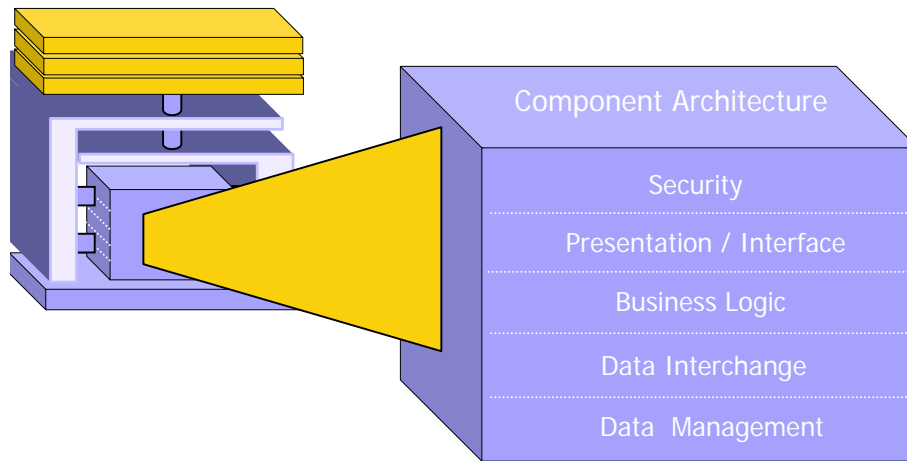 Component Architecture
Security
Presentation / Interface
Business Logic
Data Interchange
Data Management